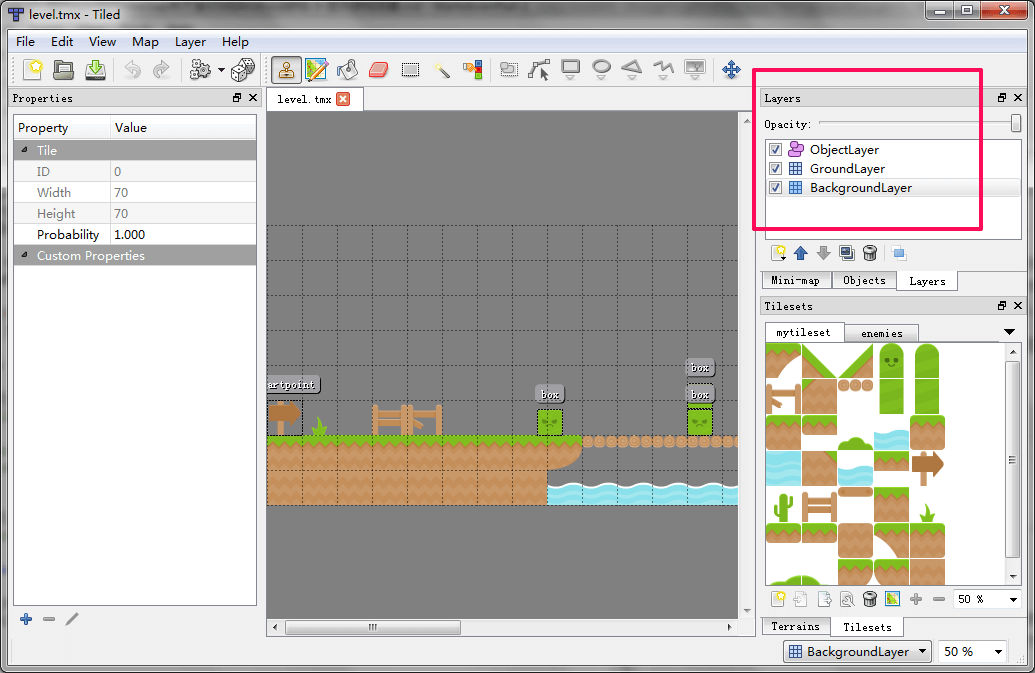 level.tmx - Tiled
File Edit View Map Layer Help
Properties
level.tmx
Layers
Property Value
Tile
ID 0
Width 70
Height 70
Probability 1.000
Custom Properties
artpoint
box
box
box
Opacity:
ObjectLayer
GroundLayer
BackgroundLayer
Mini-map Objects Layers
Tilesets
mytileset enemies
50 %
Terrains Tilesets
BackgroundLayer 50 %